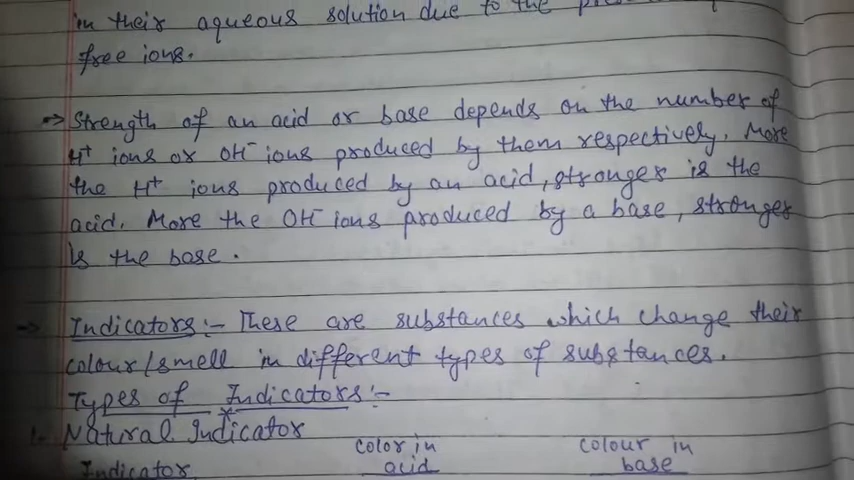 in their aqueous solution due to the
free ions.
⇒ Strength of an acid or base depends on the number of
H⁺ ions or OH⁻ ions produced by them respectively. More
the H⁺ ions produced by an acid, stronger is the
acid. More the OH⁻ ions produced by a base, stronger
is the base.
⇒ Indicators:- These are substances which change their
colour/smell in different types of substances.
Types of Indicators:-
1. Natural Indicator
Indicator color in acid colour in base